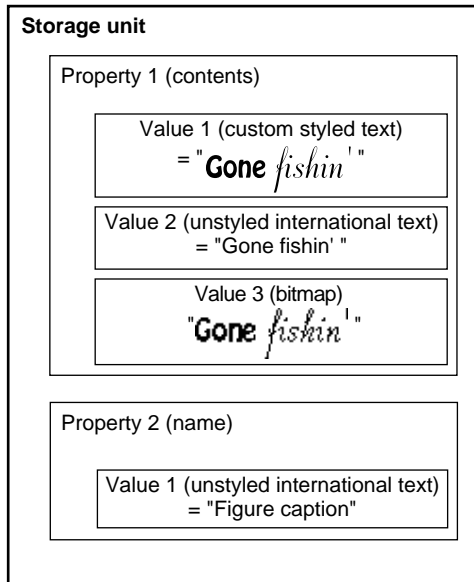 Storage unit
Property 1 (contents)
Value 1 (custom styled text)
= "Gone fishin' "
Value 2 (unstyled international text)
= "Gone fishin' "
Value 3 (bitmap)
"Gone fishin' "
Property 2 (name)
Value 1 (unstyled international text)
= "Figure caption"